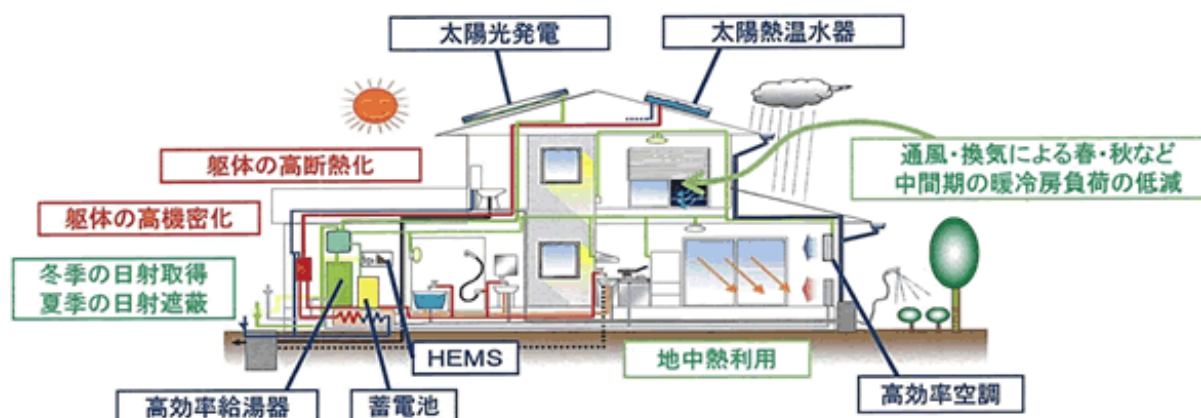 太陽光発電
太陽熱温水器
躯体の高断熱化
通風・換気による春・秋など
中間期の暖冷房負荷の低減
躯体の高機密化
冬季の日射取得
夏季の日射遮蔽
HEMS
地中熱利用
高効率給湯器
蓄電池
高効率空調